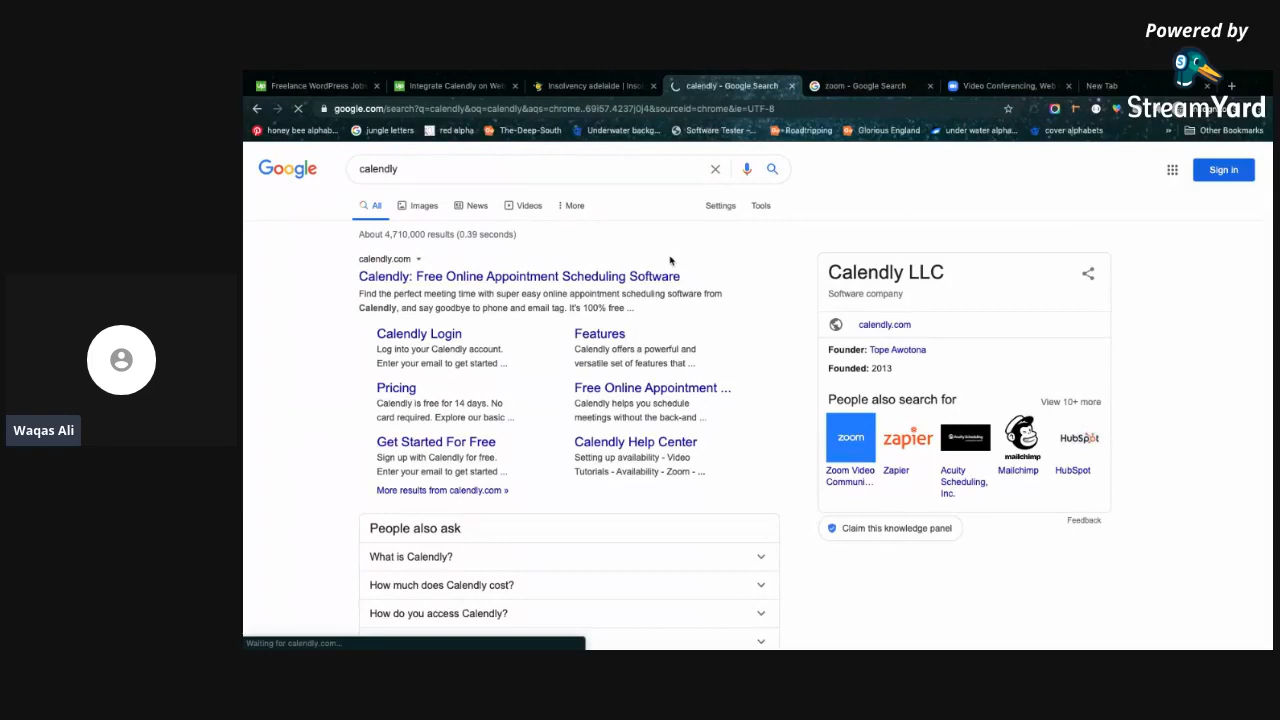 Powered by
StreamYard
Freelance WordPress Job
Integrate Calendly on Web
Insolvency adelaide | Insol
calendly - Google Search
zoom - Google Search
Video Conferencing, Web
New Tab
google.com/search?q=calendly&oq=calendly&aqs=chrome..69i57.4237j0j4&sourceid=chrome&ie=UTF-8
honey bee alphab...
jungle letters
red alpha
The-Deep-South
Underwater backg...
Software Tester –...
Roadtripping
Glorious England
under water alpha...
cover alphabets
Other Bookmarks
Google
calendly
Sign in
All
Images
News
Videos
More
Settings
Tools
About 4,710,000 results (0.39 seconds)
calendly.com
Calendly: Free Online Appointment Scheduling Software
Find the perfect meeting time with super easy online appointment scheduling software from
Calendly, and say goodbye to phone and email tag. It's 100% free ...
Calendly Login
Log into your Calendly account.
Enter your email to get started ...
Features
Calendly offers a powerful and
versatile set of features that ...
Pricing
Calendly is free for 14 days. No
card required. Explore our basic ...
Free Online Appointment ...
Calendly helps you schedule
meetings without the back-and ...
Get Started For Free
Sign up with Calendly for free.
Enter your email to get started ...
Calendly Help Center
Setting up availability - Video
Tutorials - Availability - Zoom - ...
More results from calendly.com »
People also ask
What is Calendly?
How much does Calendly cost?
How do you access Calendly?
Calendly LLC
Software company
calendly.com
Founder: Tope Awotona
Founded: 2013
People also search for
View 10+ more
zoom
zapier
Acuity Scheduling
mailchimp
HubSpot
Zoom Video
Communi...
Zapier
Acuity
Scheduling,
Inc.
Mailchimp
HubSpot
Feedback
Claim this knowledge panel
Waiting for calendly.com...
Waqas Ali